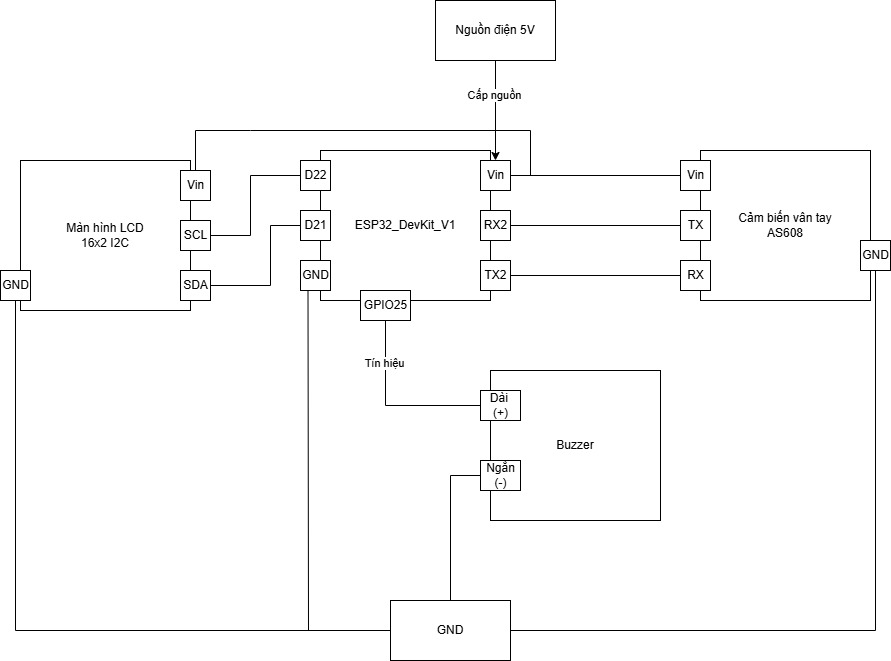 Nguồn điện 5V
Cấp nguồn
Màn hình LCD
16x2 I2C
Vin
SCL
SDA
GND
ESP32_DevKit_V1
D22
D21
GND
Vin
RX2
TX2
GPIO25
Cảm biến vân tay
AS608
Vin
TX
RX
GND
Tín hiệu
Buzzer
Dài
(+)
Ngắn
(-)
GND